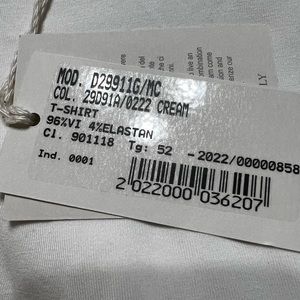 MOD. D29911G/MC
COL. 29D91A/0222 CREAM
T-SHIRT
96%VI 4%ELASTAN
Cl. 901118 Tg: 52 -2022/00000858
Ind. 0001
2 022000 036207
LY